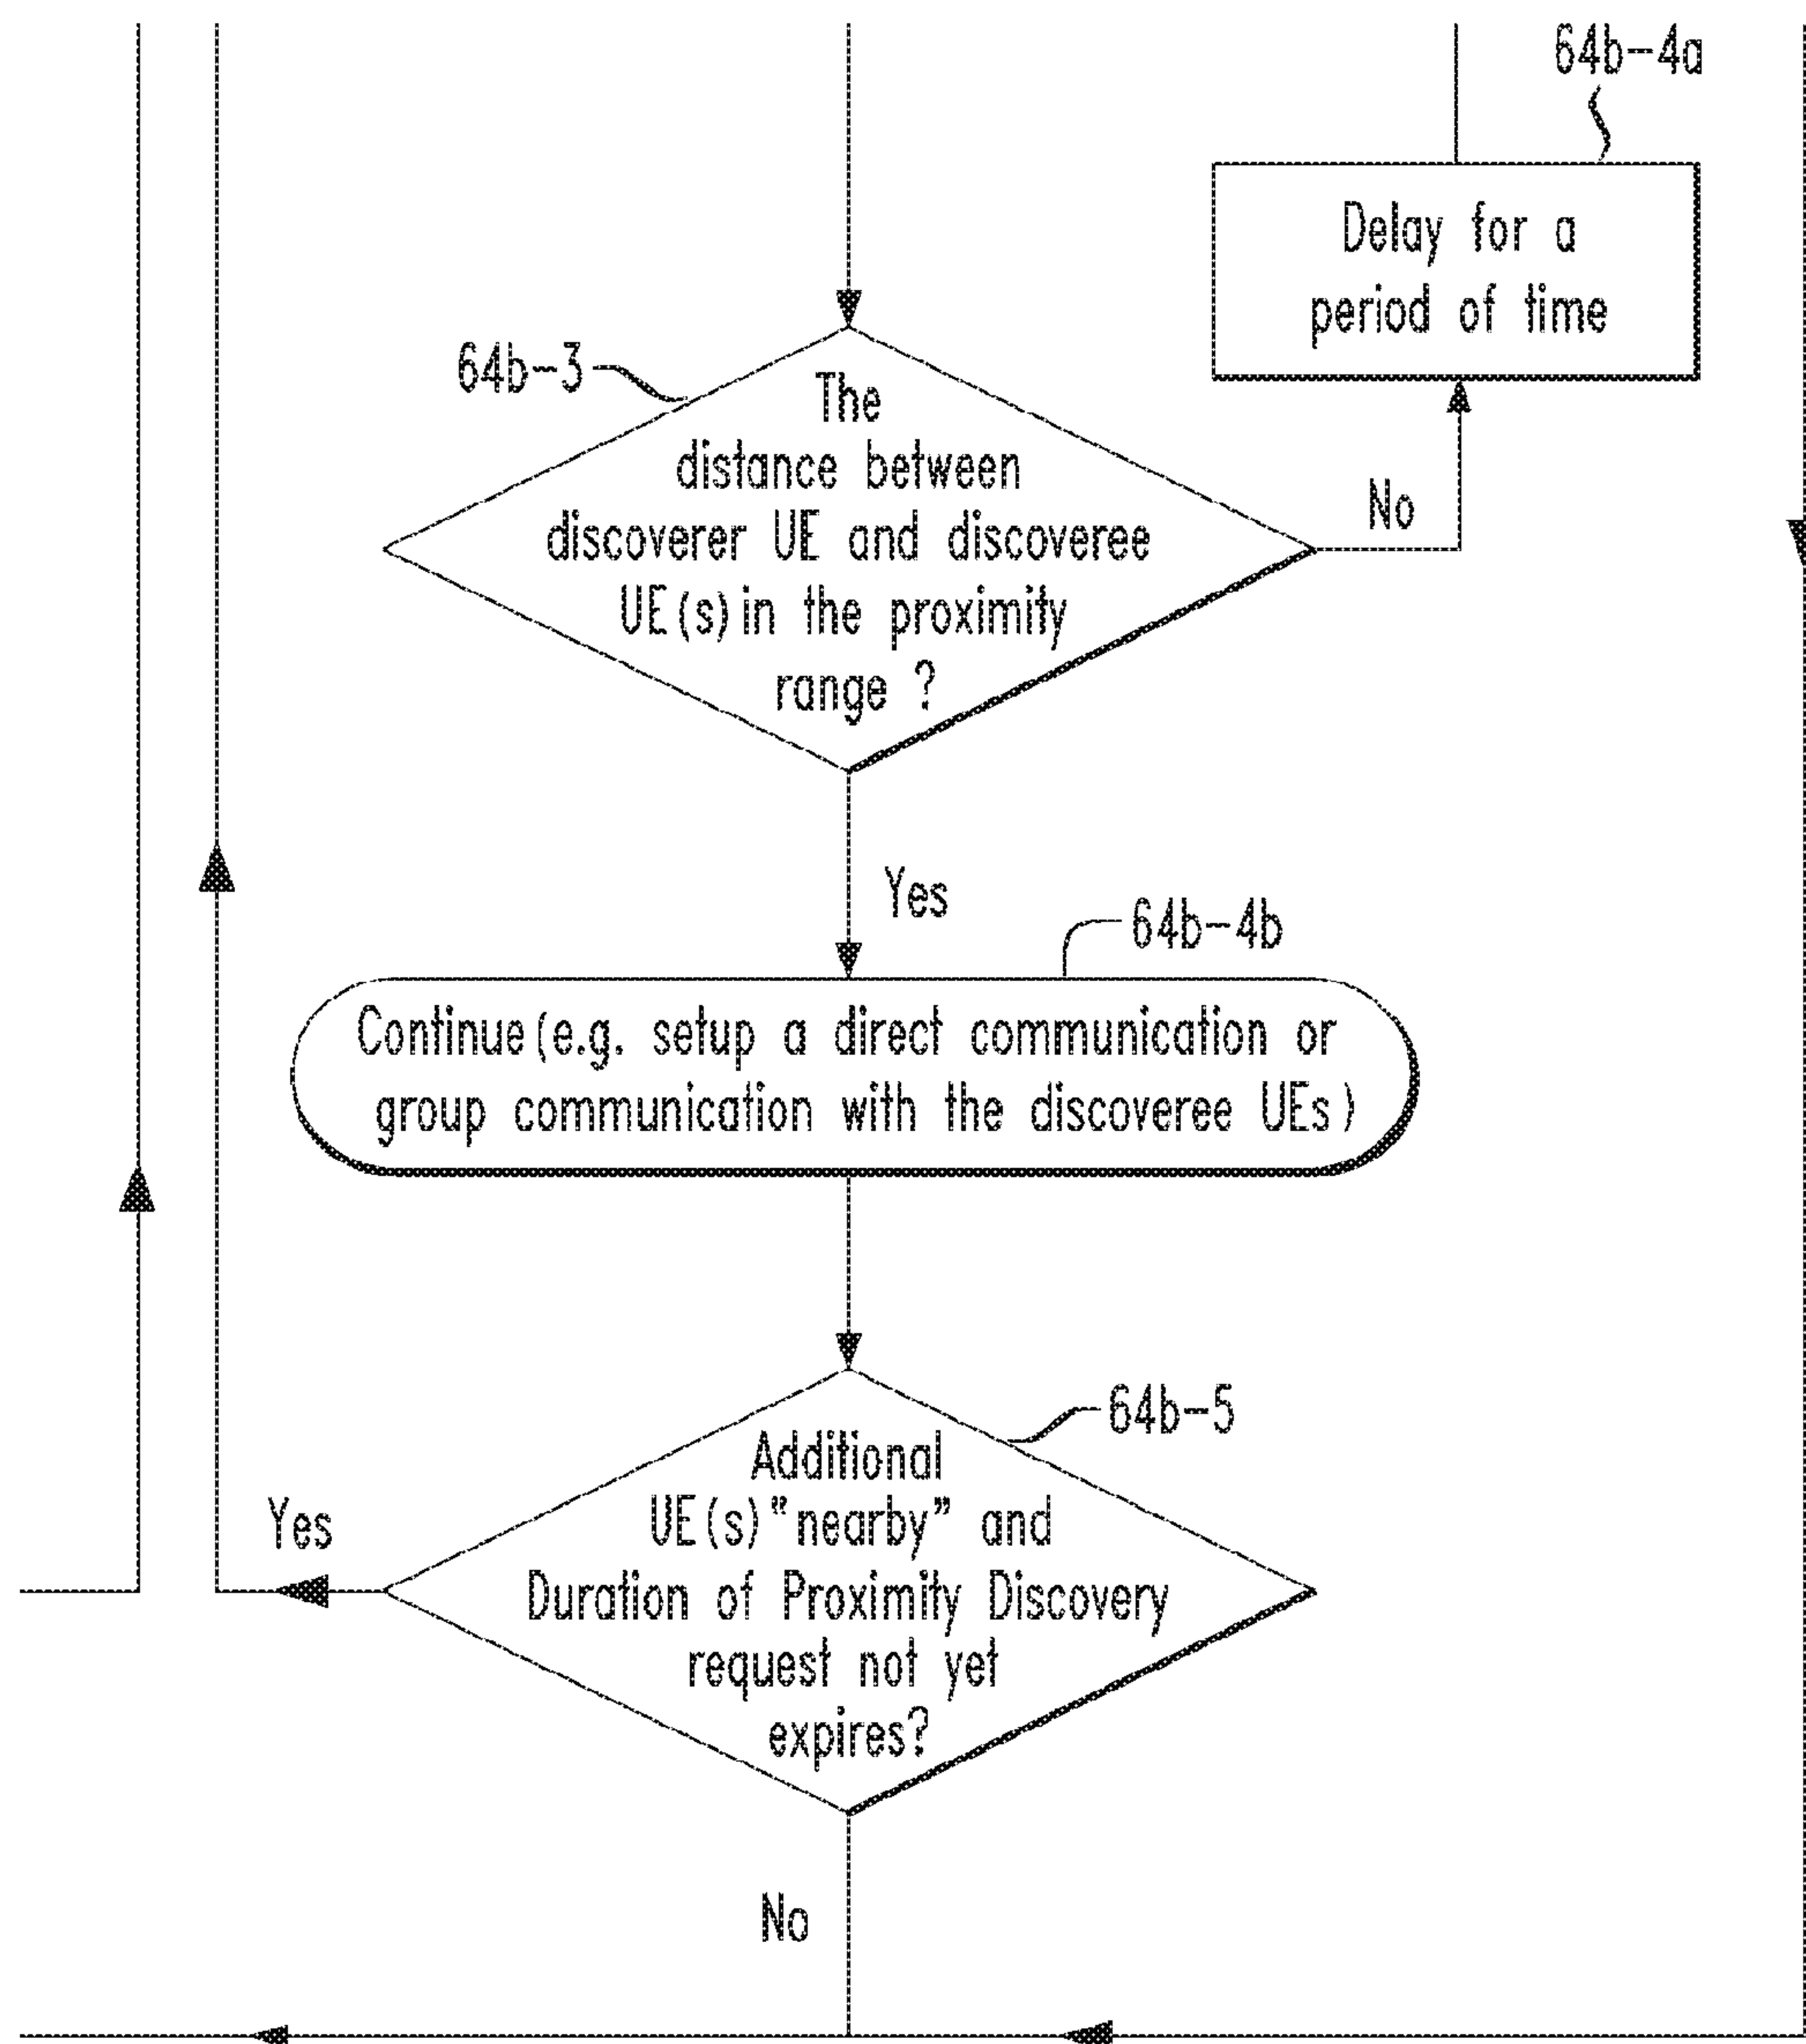 64b-4a
Delay for a
period of time
64b-3
The
distance between
discoverer UE and discoveree
UE(s) in the proximity
range ?
No
Yes
64b-4b
Continue (e.g. setup a direct communication or
group communication with the discoveree UEs)
64b-5
Additional
UE(s) "nearby" and
Duration of Proximity Discovery
request not yet
expires?
Yes
No